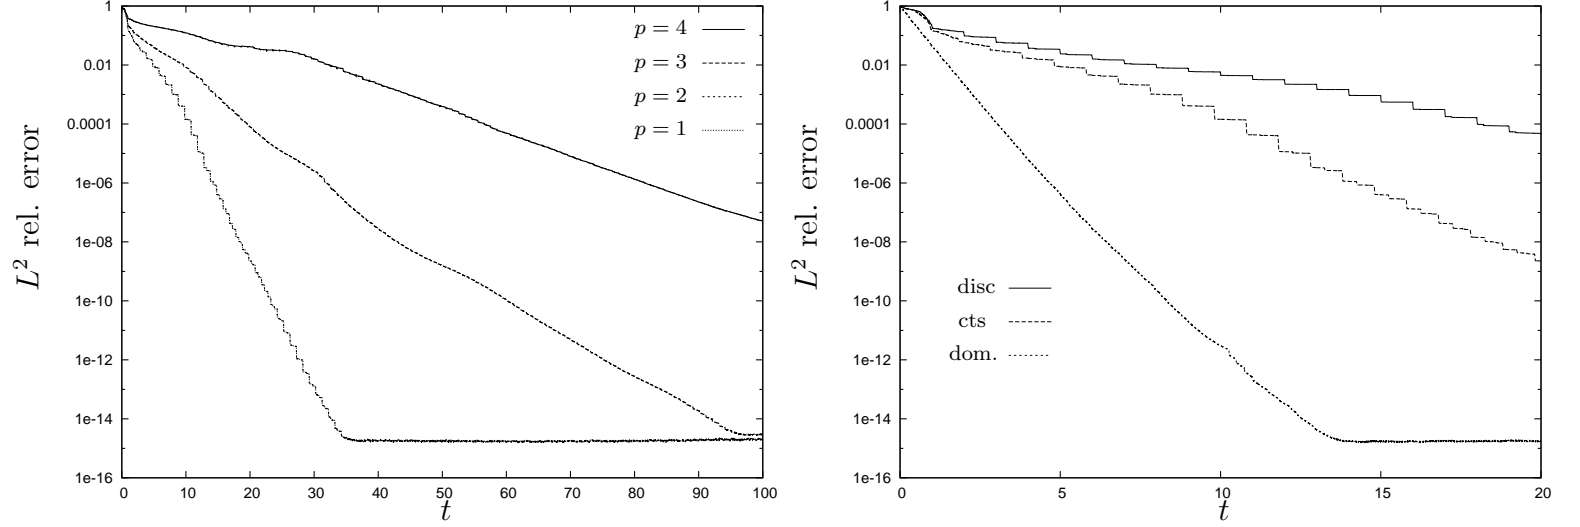 L² rel. error
1
0.01
0.0001
1e-06
1e-08
1e-10
1e-12
1e-14
1e-16
p = 4
p = 3
p = 2
p = 1
0 10 20 30 40 50 60 70 80 90 100
t
L² rel. error
1
0.01
0.0001
1e-06
1e-08
1e-10
1e-12
1e-14
1e-16
disc
cts
dom.
0 5 10 15 20
t